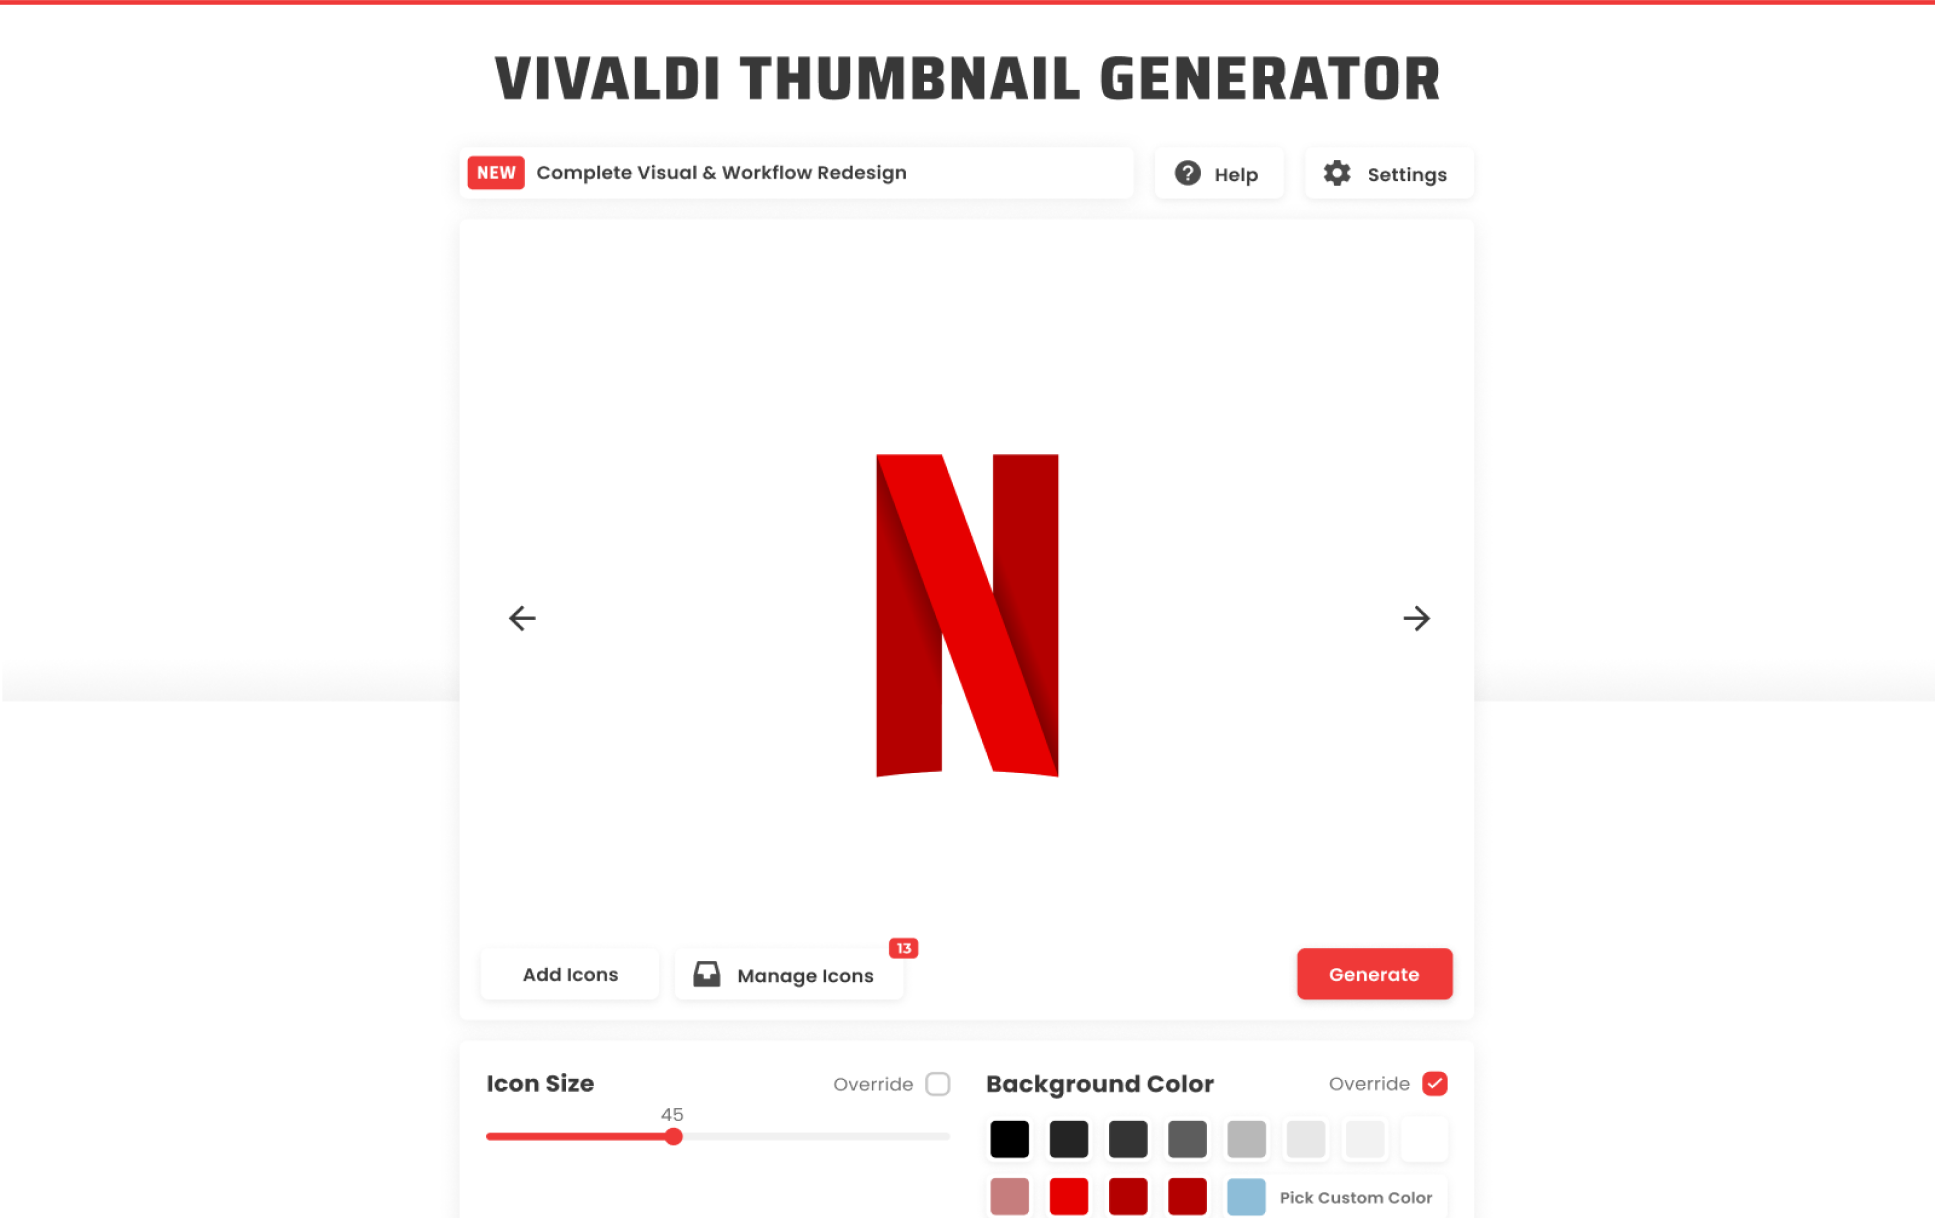 VIVALDI THUMBNAIL GENERATOR
NEW Complete Visual & Workflow Redesign
Help
Settings
13
Add Icons
Manage Icons
Generate
Icon Size
Override
Background Color
Override
45
Pick Custom Color